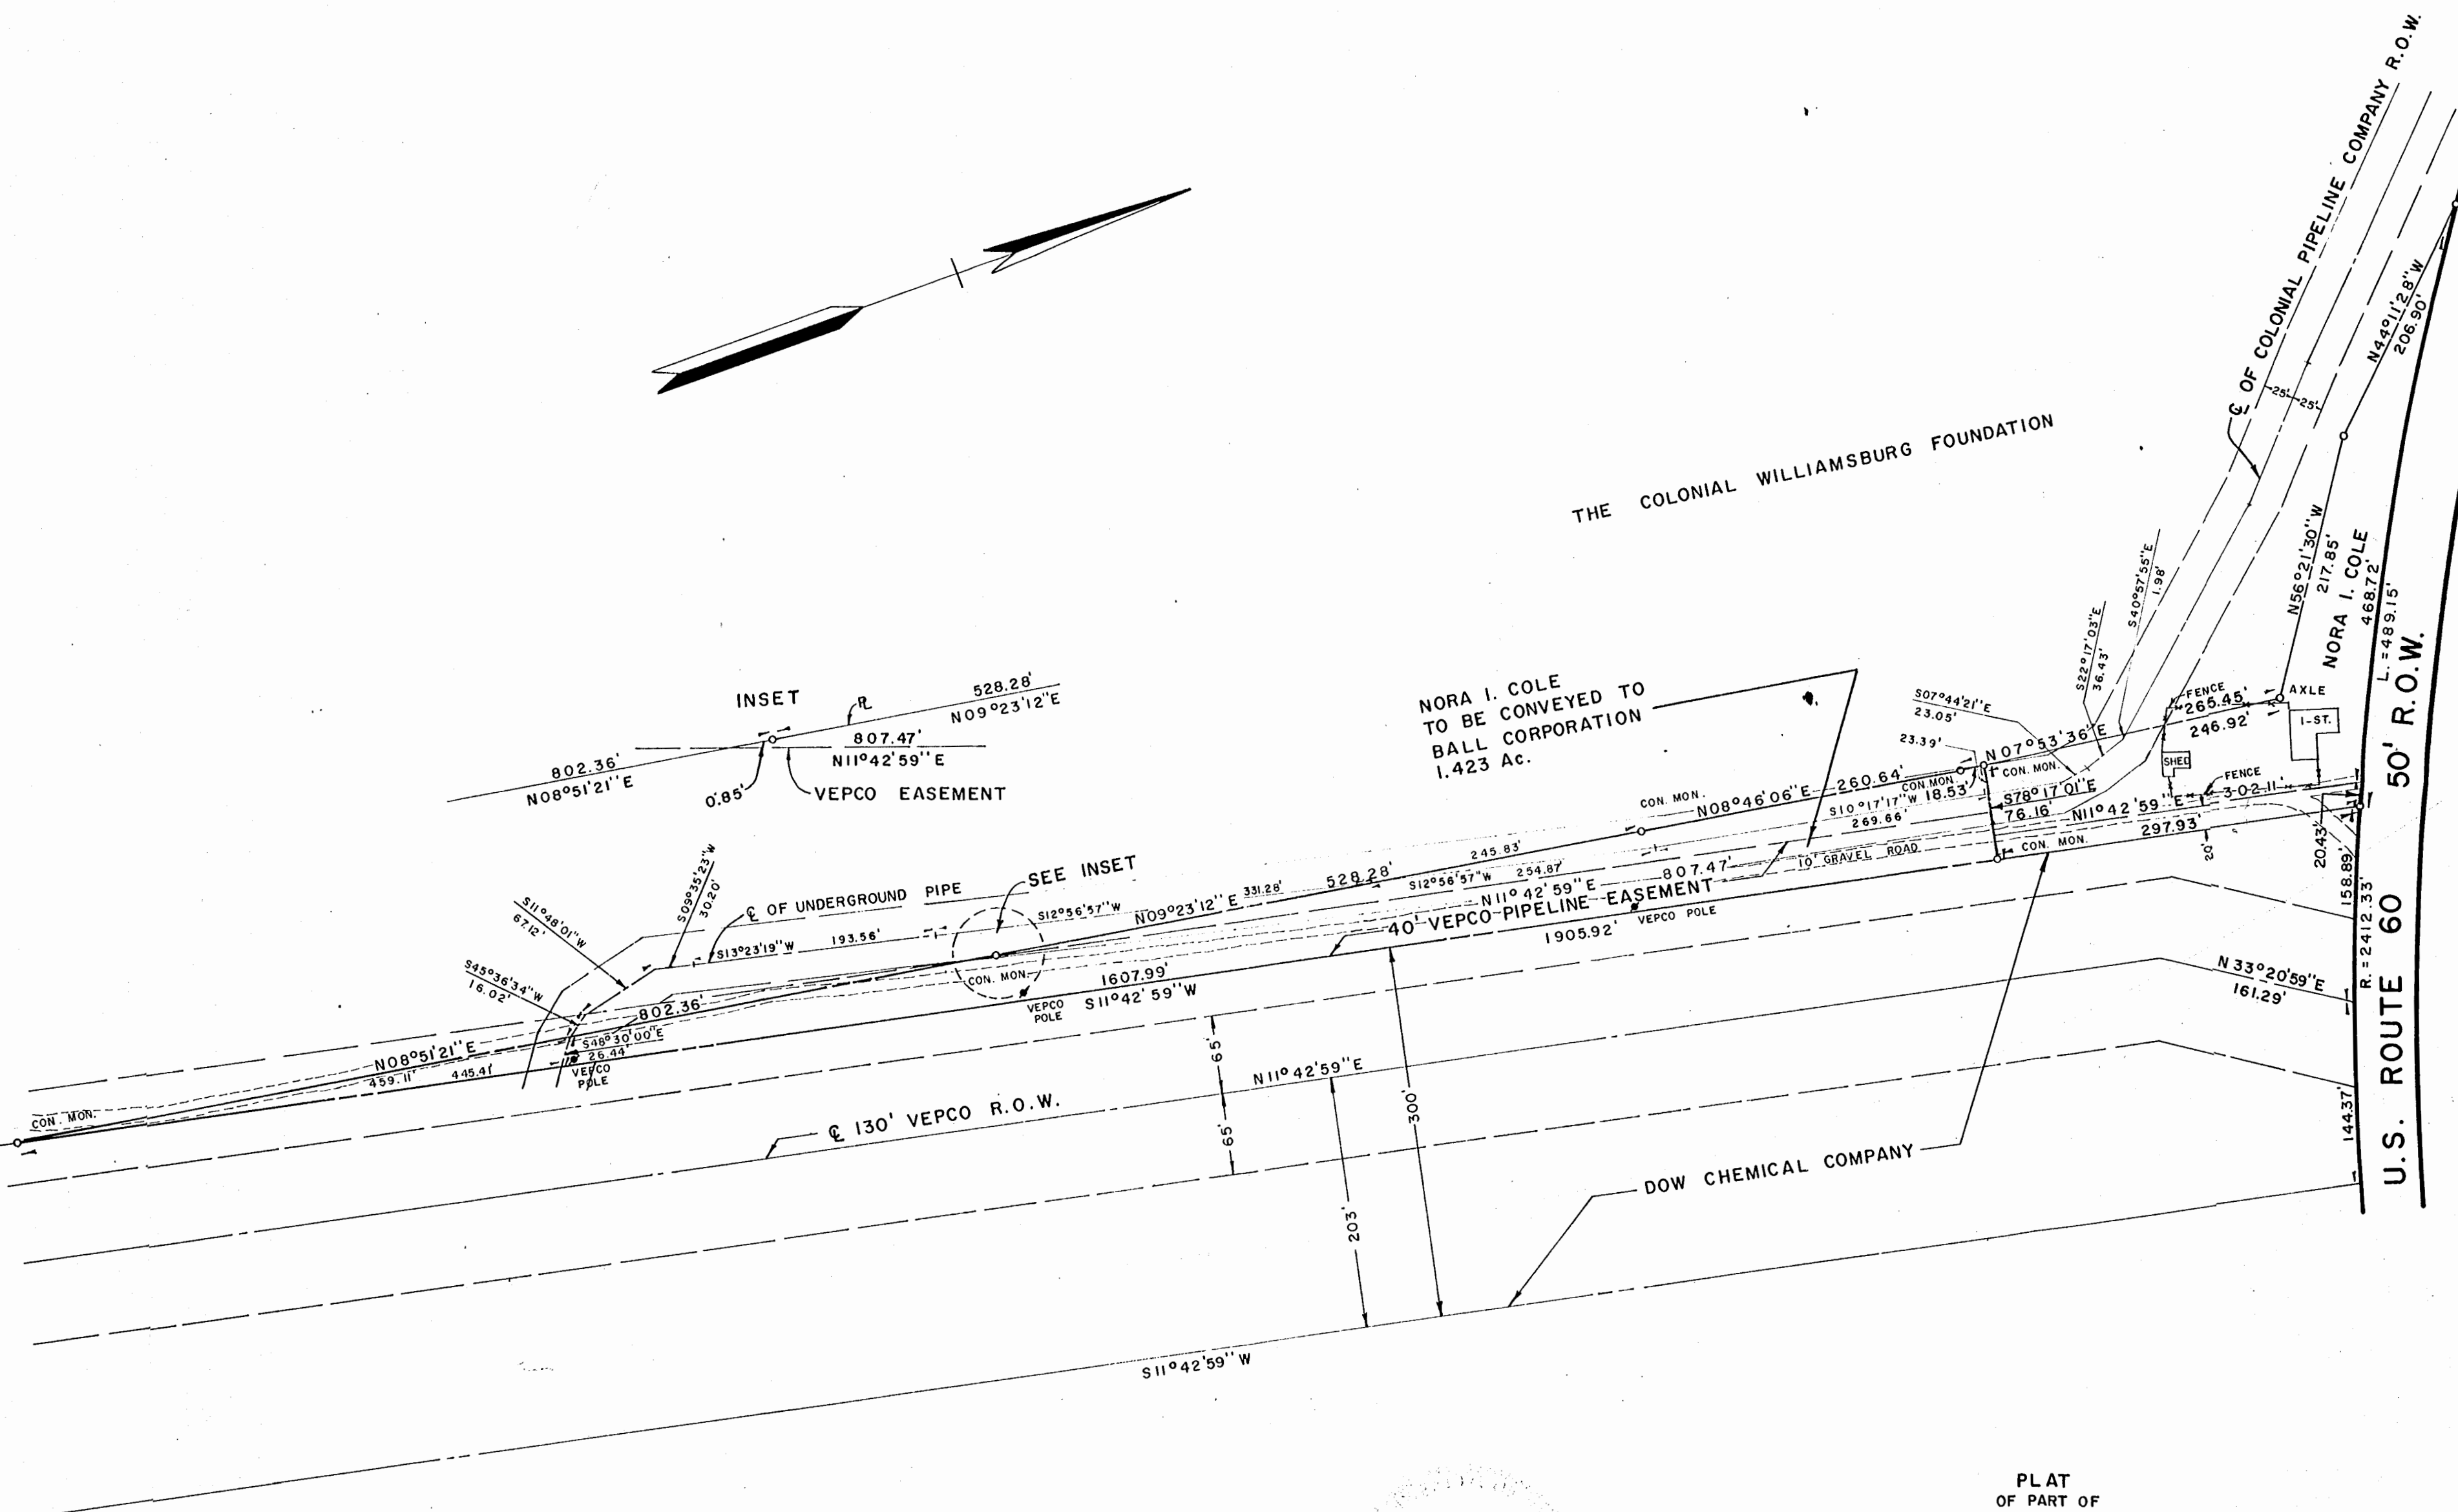 ℄ OF COLONIAL PIPELINE COMPANY R.O.W.
N44°11'28"W
206.90'
25' 25'
THE COLONIAL WILLIAMSBURG FOUNDATION
N56°21'30"W
217.85'
NORA I. COLE
468.72'
L.=489.15'
50' R.O.W.
S40°57'55"E
1.98'
S22°17'03"E
36.43'
S07°44'21"E
23.05'
23.39'
N07°53'36"E
FENCE
265.45'
246.92'
AXLE
1-ST.
SHED
FENCE
302.11'
INSET
℄
528.28'
N09°23'12"E
807.47'
N11°42'59"E
802.36'
N08°51'21"E
0.85'
VEPCO EASEMENT
NORA I. COLE
TO BE CONVEYED TO
BALL CORPORATION
1.423 Ac.
CON. MON.
N08°46'06"E 260.64'
CON. MON.
CON. MON.
S10°17'17"W 18.53'
269.66'
S78°17'01"E
76.16'
N11°42'59"E
297.93'
CON. MON.
20'
20.43'
158.89'
R.=2412.33'
U.S. ROUTE 60
10' GRAVEL ROAD
SEE INSET
℄ OF UNDERGROUND PIPE
S09°35'23"W
30.20'
S11°48'01"W
67.12'
S45°36'34"W
16.02'
S13°23'19"W 193.56'
S12°56'57"W
N09°23'12"E 331.28'
528.28'
245.83'
S12°56'57"W 254.87'
N11°42'59"E 807.47'
40' VEPCO PIPELINE EASEMENT
VEPCO POLE
1905.92'
CON. MON.
VEPCO
POLE
1607.99'
S11°42'59"W
802.36'
N08°51'21"E
S48°30'00"E
26.44'
VEPCO
POLE
459.11'
445.41'
CON. MON.
65'
65'
N11°42'59"E
℄ 130' VEPCO R.O.W.
300'
203'
N33°20'59"E
161.29'
144.37'
DOW CHEMICAL COMPANY
S11°42'59"W
PLAT
OF PART OF